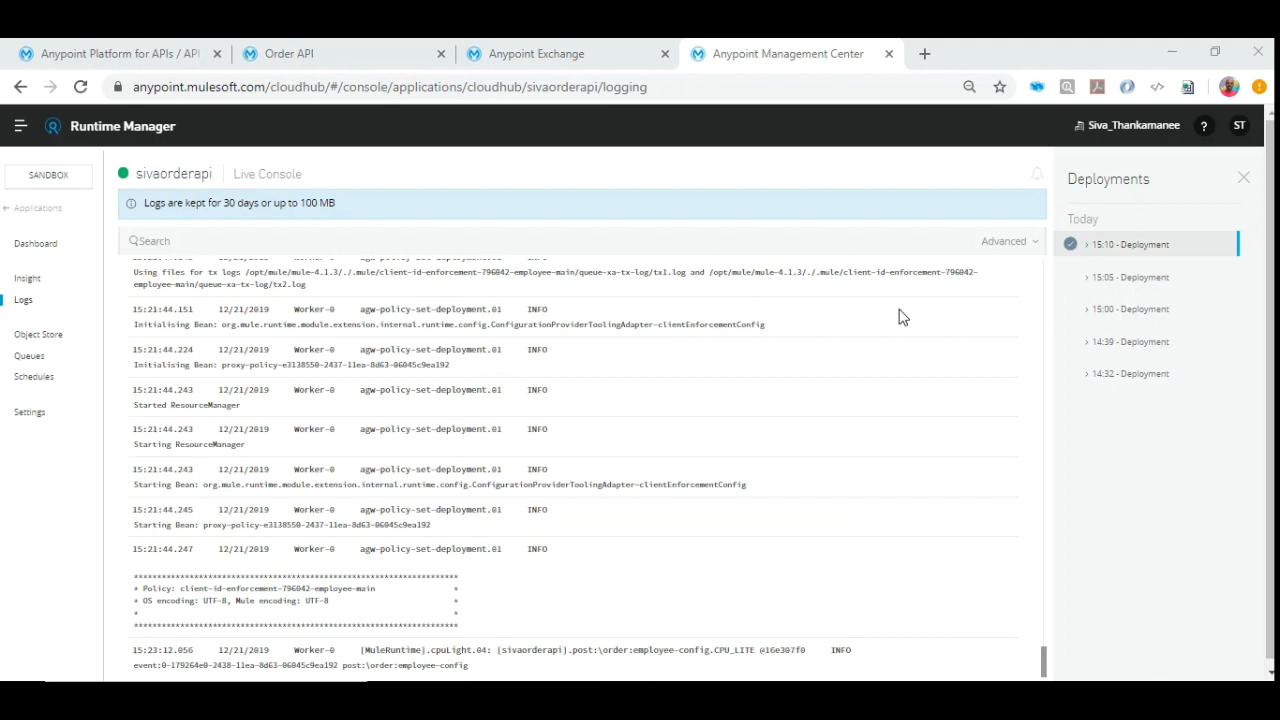 Anypoint Platform for APIs / API
Order API
Anypoint Exchange
Anypoint Management Center
anypoint.mulesoft.com/cloudhub/#/console/applications/cloudhub/sivaorderapi/logging
Runtime Manager
Siva_Thankamanee
?
ST
SANDBOX
Applications
Dashboard
Insight
Logs
Object Store
Queues
Schedules
Settings
sivaorderapi
Live Console
Logs are kept for 30 days or up to 100 MB
Search
Advanced
Using files for tx logs /opt/mule/mule-4.1.3/./.mule/client-id-enforcement-796042-employee-main/queue-xa-tx-log/tx1.log and /opt/mule/mule-4.1.3/./.mule/client-id-enforcement-796042-
employee-main/queue-xa-tx-log/tx2.log
15:21:44.151 12/21/2019 Worker-0 agw-policy-set-deployment.01 INFO
Initialising Bean: org.mule.runtime.module.extension.internal.runtime.config.ConfigurationProviderToolingAdapter-clientEnforcementConfig
15:21:44.224 12/21/2019 Worker-0 agw-policy-set-deployment.01 INFO
Initialising Bean: proxy-policy-e3138550-2437-11ea-8d63-06045c9ea192
15:21:44.243 12/21/2019 Worker-0 agw-policy-set-deployment.01 INFO
Started ResourceManager
15:21:44.243 12/21/2019 Worker-0 agw-policy-set-deployment.01 INFO
Starting ResourceManager
15:21:44.243 12/21/2019 Worker-0 agw-policy-set-deployment.01 INFO
Starting Bean: org.mule.runtime.module.extension.internal.runtime.config.ConfigurationProviderToolingAdapter-clientEnforcementConfig
15:21:44.245 12/21/2019 Worker-0 agw-policy-set-deployment.01 INFO
Starting Bean: proxy-policy-e3138550-2437-11ea-8d63-06045c9ea192
15:21:44.247 12/21/2019 Worker-0 agw-policy-set-deployment.01 INFO
**********************************************************************
* Policy: client-id-enforcement-796042-employee-main *
* OS encoding: UTF-8, Mule encoding: UTF-8 *
* *
**********************************************************************
15:23:12.056 12/21/2019 Worker-0 [MuleRuntime].cpuLight.04: [sivaorderapi].post:\order:employee-config.CPU_LITE @16e307f0 INFO
event:0-179264e0-2438-11ea-8d63-06045c9ea192 post:\order:employee-config
Deployments
Today
15:10 - Deployment
15:05 - Deployment
15:00 - Deployment
14:39 - Deployment
14:32 - Deployment